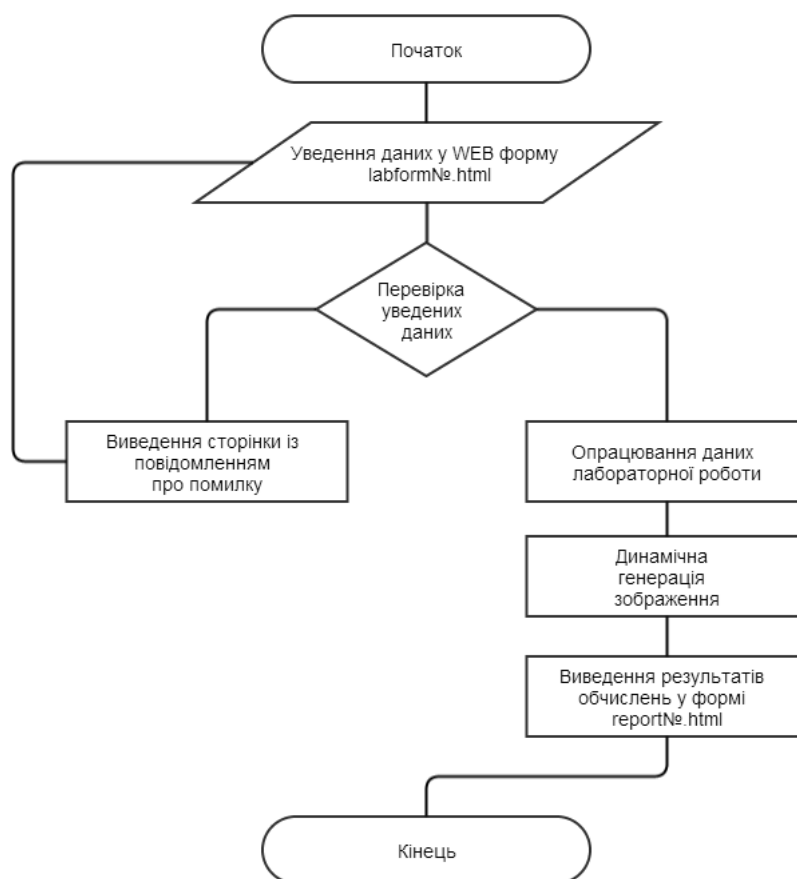 Початок
Уведення даних у WEB форму
labform№.html
Перевірка
уведених
даних
Виведення сторінки із
повідомленням
про помилку
Опрацювання даних
лабораторної роботи
Динамічна
генерація
зображення
Виведення результатів
обчислень у формі
report№.html
Кінець